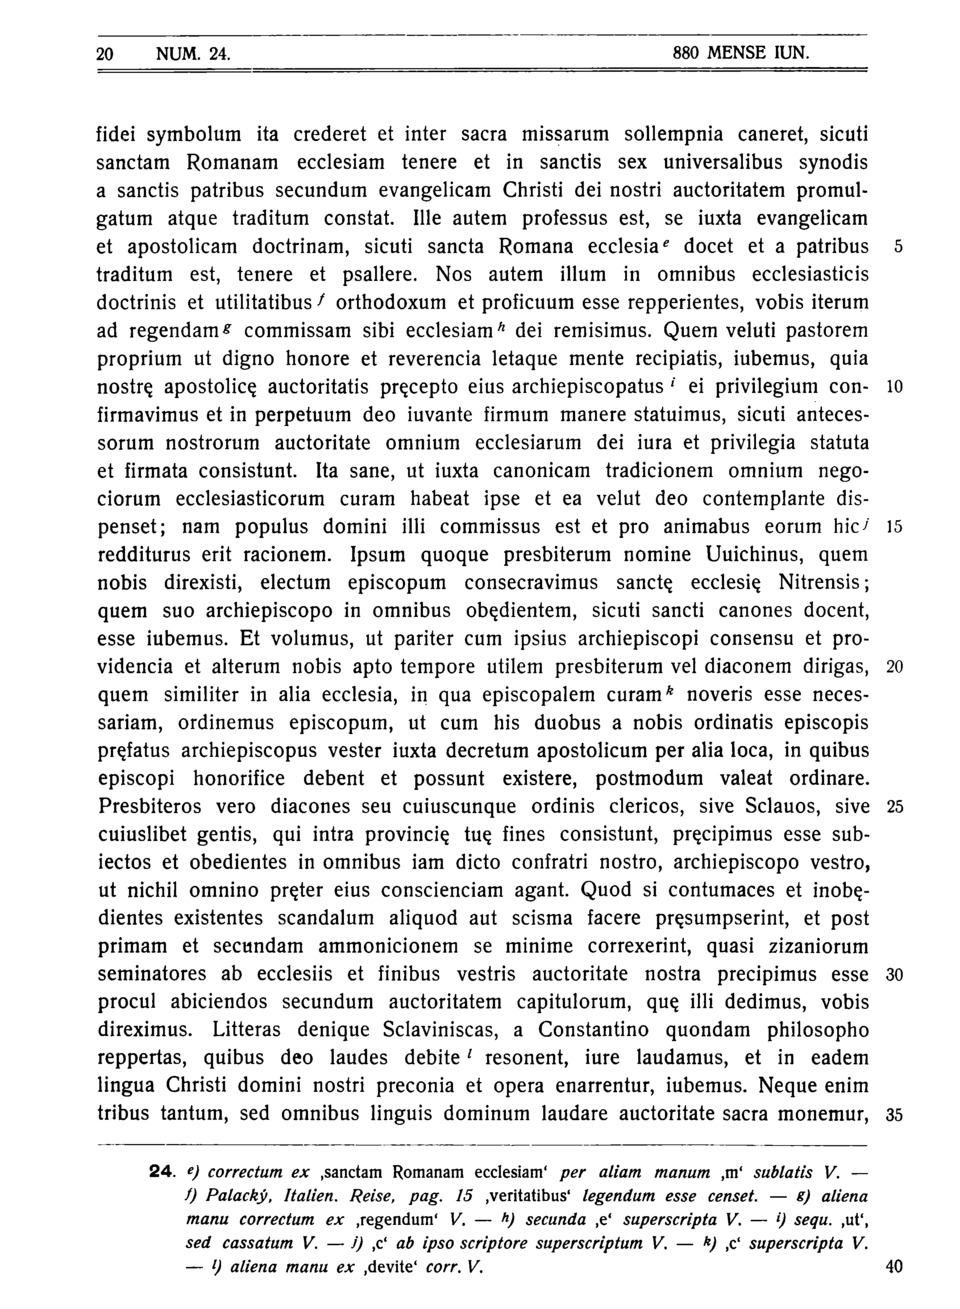 20 NUM. 24. 880 MENSE IUN.
fidei symbolum ita crederet et inter sacra missarum sollempnia caneret, sicuti
sanctam Romanam ecclesiam tenere et in sanctis sex universalibus synodis
a sanctis patribus secundum evangelicam Christi dei nostri auctoritatem promul-
gatum atque traditum constat. Ille autem professus est, se iuxta evangelicam
et apostolicam doctrinam, sicuti sancta Romana ecclesia e docet et a patribus 5
traditum est, tenere et psallere. Nos autem illum in omnibus ecclesiasticis
doctrinis et utilitatibus f orthodoxum et proficuum esse repperientes, vobis iterum
ad regendam g commissam sibi ecclesiam h dei remisimus. Quem veluti pastorem
proprium ut digno honore et reverencia letaque mente recipiatis, iubemus, quia
nostrę apostolicę auctoritatis pręcepto eius archiepiscopatus i ei privilegium con- 10
firmavimus et in perpetuum deo iuvante firmum manere statuimus, sicuti anteces-
sorum nostrorum auctoritate omnium ecclesiarum dei iura et privilegia statuta
et firmata consistunt. Ita sane, ut iuxta canonicam tradicionem omnium nego-
ciorum ecclesiasticorum curam habeat ipse et ea velut deo contemplante dis-
penset; nam populus domini illi commissus est et pro animabus eorum hic j 15
redditurus erit racionem. Ipsum quoque presbiterum nomine Uuichinus, quem
nobis direxisti, electum episcopum consecravimus sanctę ecclesię Nitrensis;
quem suo archiepiscopo in omnibus obędientem, sicuti sancti canones docent,
esse iubemus. Et volumus, ut pariter cum ipsius archiepiscopi consensu et pro-
videncia et alterum nobis apto tempore utilem presbiterum vel diaconem dirigas, 20
quem similiter in alia ecclesia, in qua episcopalem curam k noveris esse neces-
sariam, ordinemus episcopum, ut cum his duobus a nobis ordinatis episcopis
pręfatus archiepiscopus vester iuxta decretum apostolicum per alia loca, in quibus
episcopi honorifice debent et possunt existere, postmodum valeat ordinare.
Presbiteros vero diacones seu cuiuscunque ordinis clericos, sive Sclauos, sive 25
cuiuslibet gentis, qui intra provincię tuę fines consistunt, pręcipimus esse sub-
iectos et obedientes in omnibus iam dicto confratri nostro, archiepiscopo vestro,
ut nichil omnino pręter eius conscienciam agant. Quod si contumaces et inobę-
dientes existentes scandalum aliquod aut scisma facere pręsumpserint, et post
primam et secundam ammonicionem se minime correxerint, quasi zizaniorum
seminatores ab ecclesiis et finibus vestris auctoritate nostra precipimus esse 30
procul abiciendos secundum auctoritatem capitulorum, quę illi dedimus, vobis
direximus. Litteras denique Sclaviniscas, a Constantino quondam philosopho
reppertas, quibus deo laudes debite l resonent, iure laudamus, et in eadem
lingua Christi domini nostri preconia et opera enarrentur, iubemus. Neque enim
tribus tantum, sed omnibus linguis dominum laudare auctoritate sacra monemur, 35
24. e) correctum ex ‚sanctam Romanam ecclesiam‘ per aliam manum ‚m‘ sublatis V. —
f) Palacký, Italien. Reise, pag. 15 ‚veritatibus‘ legendum esse censet. — g) aliena
manu correctum ex ‚regendum‘ V. — h) secunda ‚e‘ superscripta V. — i) sequ. ‚ut‘,
sed cassatum V. — j) ‚c‘ ab ipso scriptore superscriptum V. — k) ‚c‘ superscripta V.
— l) aliena manu ex ‚devite‘ corr. V. 40